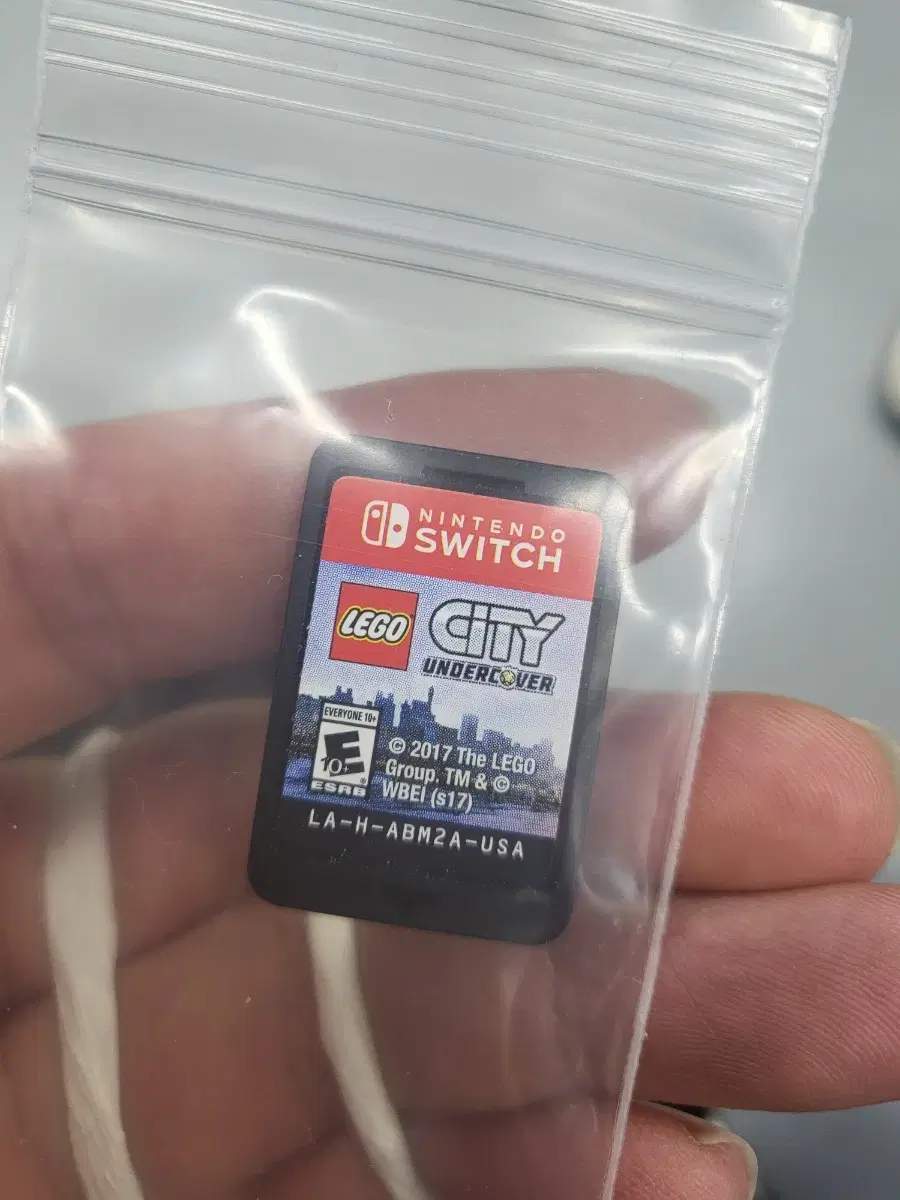 NINTENDO
SWITCH
LEGO
CITY
UNDERCOVER
EVERYONE 10+
E
10+
ESRB
© 2017 The LEGO
Group. TM & ©
WBEI (s17)
LA-H-ABM2A-USA